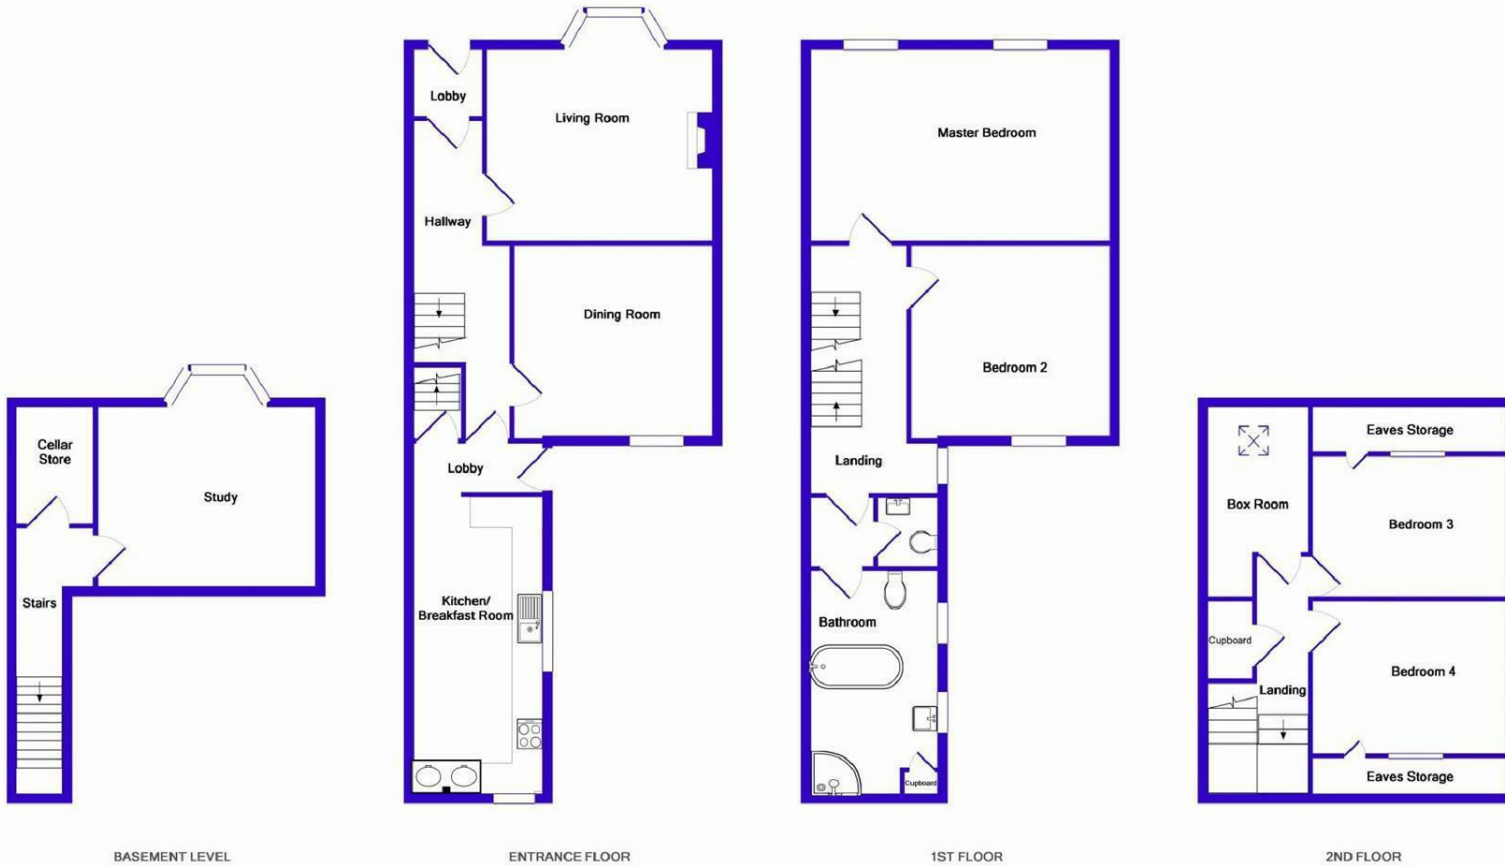 Cellar
Store
Study
Stairs
BASEMENT LEVEL
Lobby
Living Room
Hallway
Dining Room
Lobby
Kitchen/
Breakfast Room
ENTRANCE FLOOR
Master Bedroom
Bedroom 2
Landing
Bathroom
Cupboard
1ST FLOOR
Eaves Storage
Box Room
Bedroom 3
Cupboard
Bedroom 4
Landing
Eaves Storage
2ND FLOOR